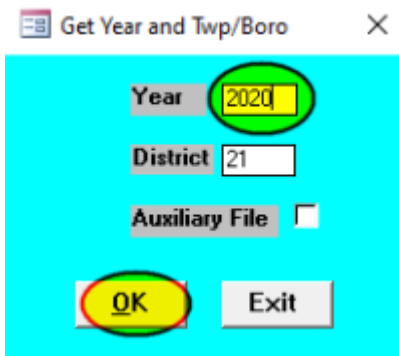 Get Year and Twp/Boro
Year 2020
District 21
Auxiliary File
OK Exit